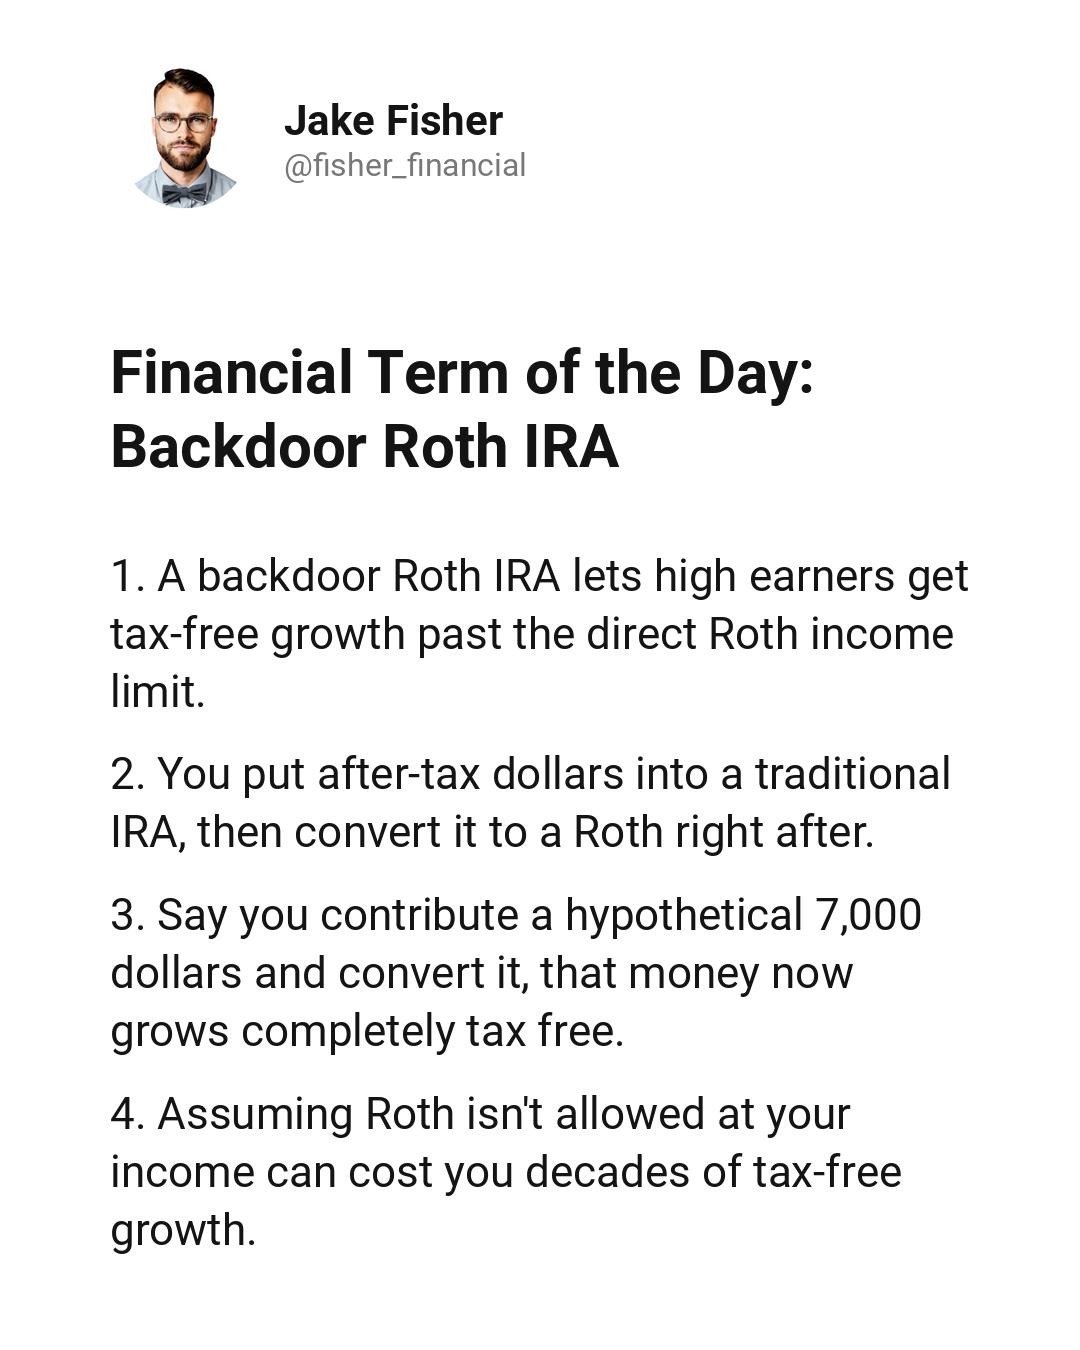 Jake Fisher
@fisher_financial
Financial Term of the Day:
Backdoor Roth IRA
1. A backdoor Roth IRA lets high earners get
tax-free growth past the direct Roth income
limit.
2. You put after-tax dollars into a traditional
IRA, then convert it to a Roth right after.
3. Say you contribute a hypothetical 7,000
dollars and convert it, that money now
grows completely tax free.
4. Assuming Roth isn't allowed at your
income can cost you decades of tax-free
growth.